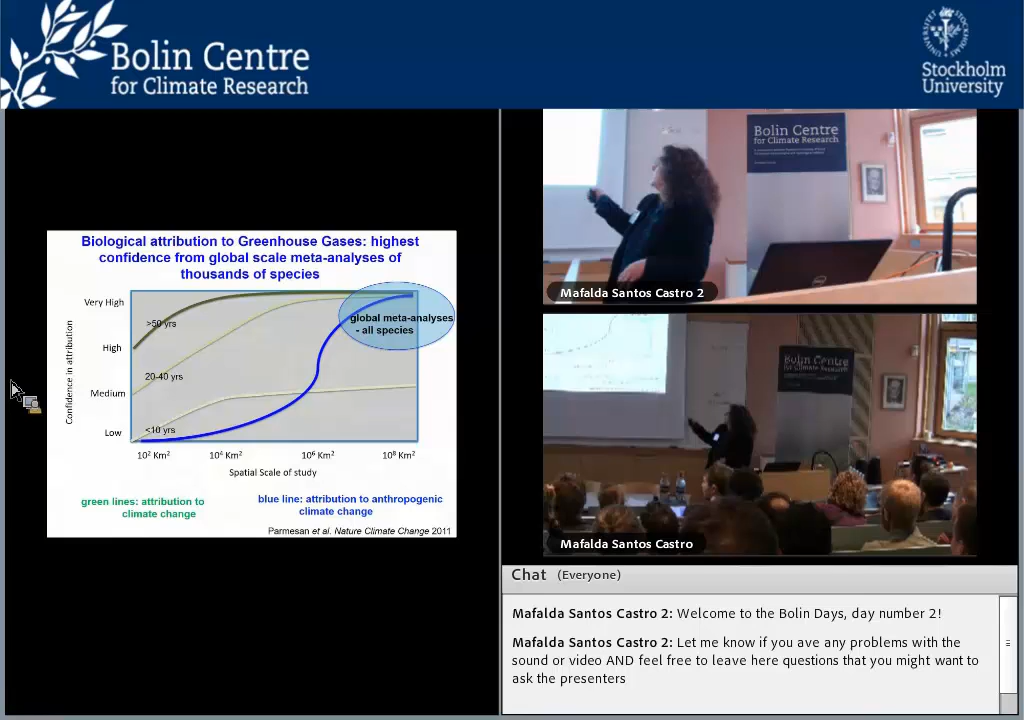 Bolin Centre
for Climate Research
Stockholm
University
Biological attribution to Greenhouse Gases: highest
confidence from global scale meta-analyses of
thousands of species
Confidence in attribution
Very High
High
Medium
Low
>50 yrs
20-40 yrs
<10 yrs
global meta-analyses
- all species
10² Km²
10⁴ Km²
10⁶ Km²
10⁸ Km²
Spatial Scale of study
green lines: attribution to
climate change
blue line: attribution to anthropogenic
climate change
Parmesan et al. Nature Climate Change 2011
Bolin Centre
for Climate Research
Mafalda Santos Castro 2
Bolin Centre
for Climate Research
Mafalda Santos Castro
Chat (Everyone)
Mafalda Santos Castro 2: Welcome to the Bolin Days, day number 2!
Mafalda Santos Castro 2: Let me know if you ave any problems with the
sound or video AND feel free to leave here questions that you might want to
ask the presenters